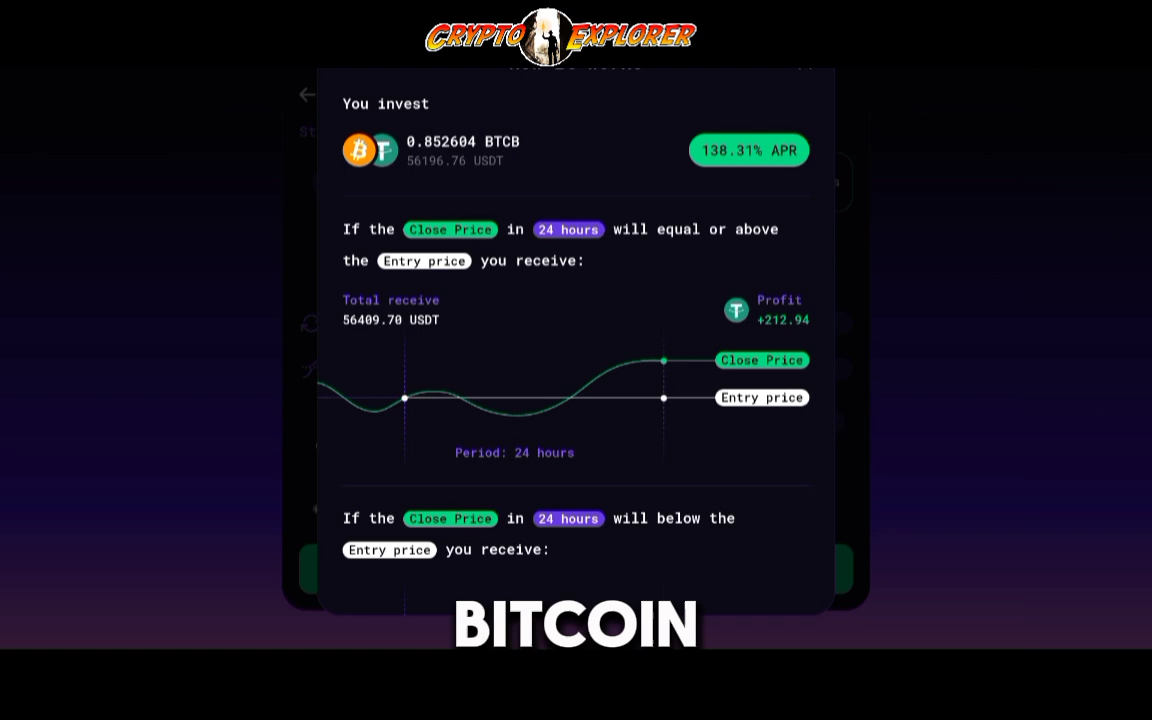 CRYPTO EXPLORER
You invest
0.852604 BTCB
56196.76 USDT
138.31% APR
If the Close Price in 24 hours will equal or above
the Entry price you receive:
Total receive
56409.70 USDT
Profit
+212.94
Close Price
Entry price
Period: 24 hours
If the Close Price in 24 hours will below the
Entry price you receive:
BITCOIN